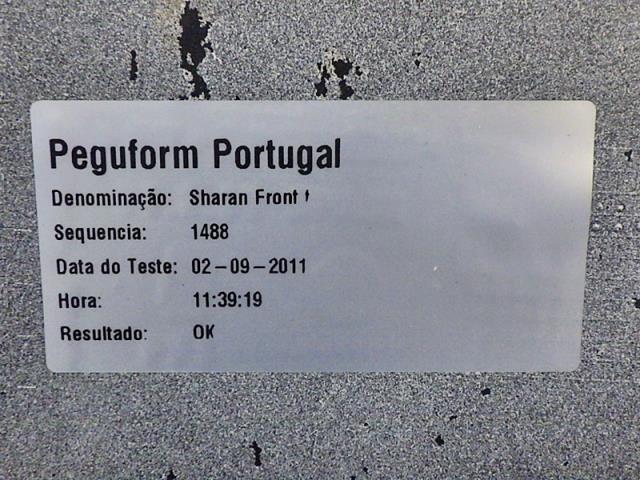 Peguform Portugal
Denominação: Sharan Front
Sequencia: 1488
Data do Teste: 02-09-2011
Hora: 11:39:19
Resultado: OK